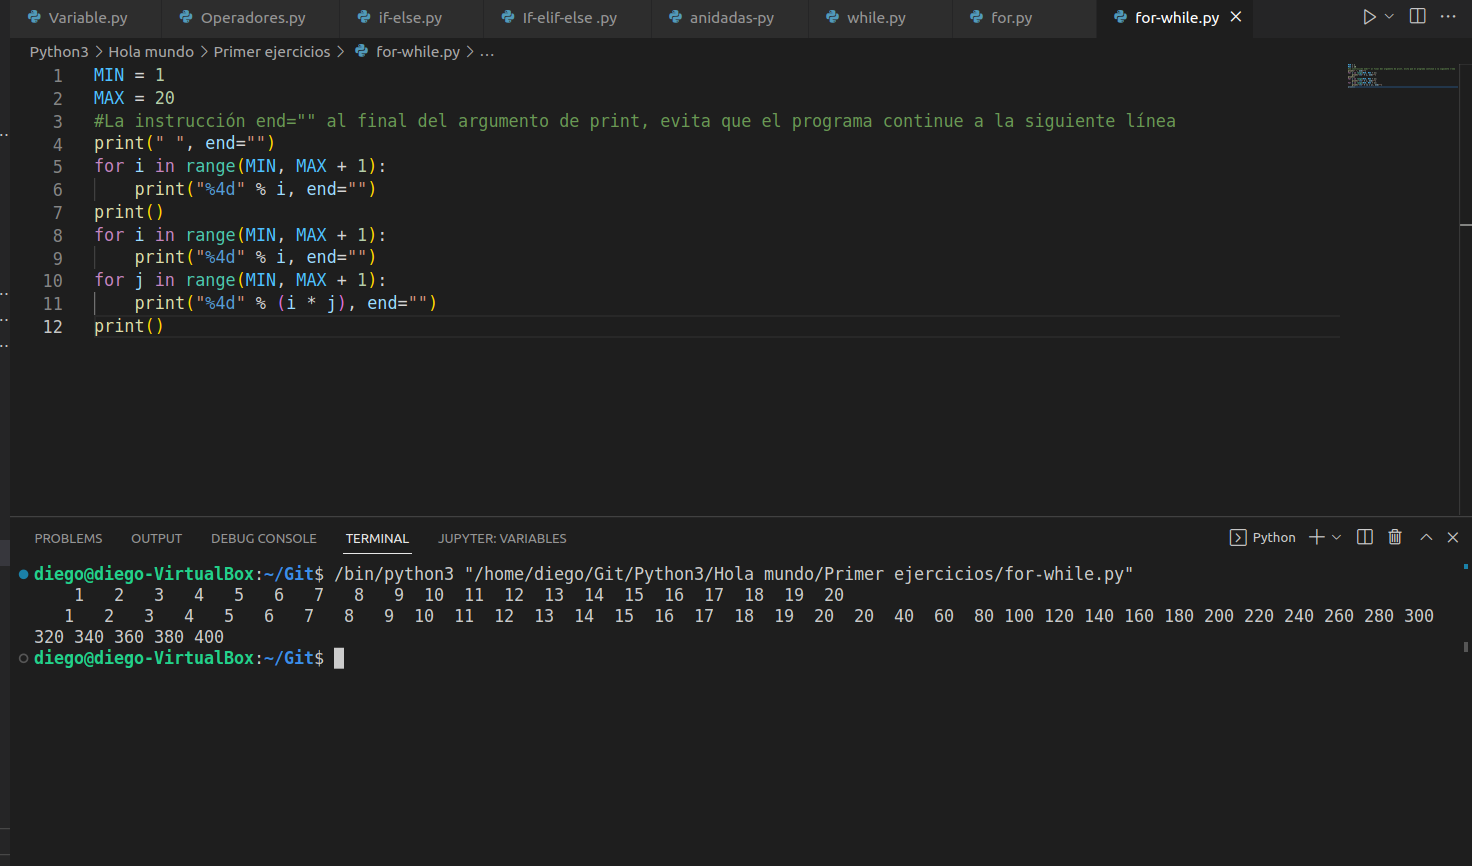 Variable.py Operadores.py if-else.py If-elif-else .py anidadas-py while.py for.py for-while.py
Python3 > Hola mundo > Primer ejercicios > for-while.py > ...
1 MIN = 1
2 MAX = 20
3 #La instrucción end="" al final del argumento de print, evita que el programa continue a la siguiente línea
4 print(" ", end="")
5 for i in range(MIN, MAX + 1):
6     print("%4d" % i, end="")
7 print()
8 for i in range(MIN, MAX + 1):
9     print("%4d" % i, end="")
10 for j in range(MIN, MAX + 1):
11     print("%4d" % (i * j), end="")
12 print()
PROBLEMS OUTPUT DEBUG CONSOLE TERMINAL JUPYTER: VARIABLES Python
diego@diego-VirtualBox:~/Git$ /bin/python3 "/home/diego/Git/Python3/Hola mundo/Primer ejercicios/for-while.py"
1 2 3 4 5 6 7 8 9 10 11 12 13 14 15 16 17 18 19 20
1 2 3 4 5 6 7 8 9 10 11 12 13 14 15 16 17 18 19 20 20 40 60 80 100 120 140 160 180 200 220 240 260 280 300
320 340 360 380 400
diego@diego-VirtualBox:~/Git$